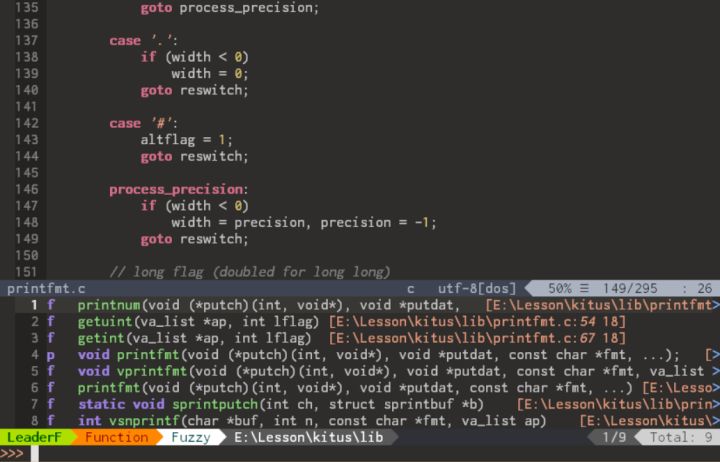 135 goto process_precision;
136
137 case '.':
138 if (width < 0)
139 width = 0;
140 goto reswitch;
141
142 case '#':
143 altflag = 1;
144 goto reswitch;
145
146 process_precision:
147 if (width < 0)
148 width = precision, precision = -1;
149 goto reswitch;
150
151 // long flag (doubled for long long)
printfmt.c c utf-8[dos] 50% ☰ 149/295 : 26
1 f printnum(void (*putch)(int, void*), void *putdat, [E:\Lesson\kitus\lib\printfmt>
2 f getuint(va_list *ap, int lflag) [E:\Lesson\kitus\lib\printfmt.c:54 18]
3 f getint(va_list *ap, int lflag) [E:\Lesson\kitus\lib\printfmt.c:67 18]
4 p void printfmt(void (*putch)(int, void*), void *putdat, const char *fmt, ...); [>
5 f void vprintfmt(void (*putch)(int, void*), void *putdat, const char *fmt, va_list >
6 f printfmt(void (*putch)(int, void*), void *putdat, const char *fmt, ...) [E:\Lesso>
7 f static void sprintputch(int ch, struct sprintbuf *b) [E:\Lesson\kitus\lib\prin>
8 f int vsnprintf(char *buf, int n, const char *fmt, va_list ap) [E:\Lesson\kitus\>
LeaderF Function Fuzzy E:\Lesson\kitus\lib 1/9 Total: 9
>>>